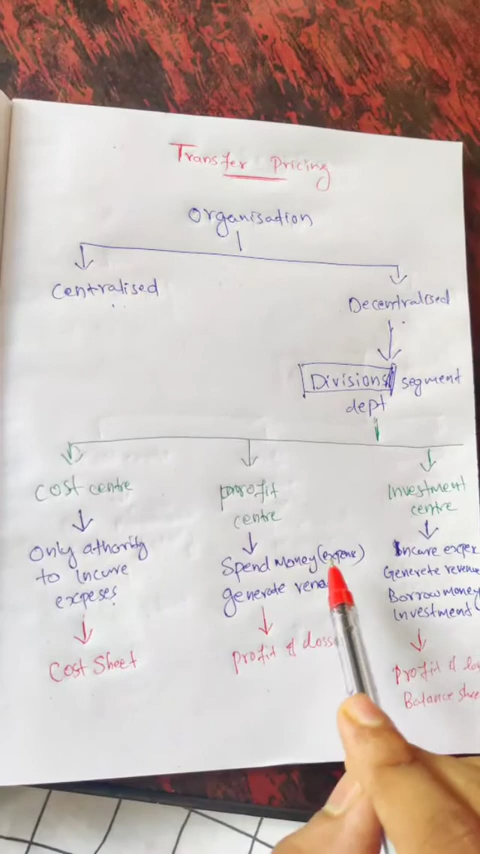 Transfer Pricing
organisation
Centralised
Decentralised
Divisions segment
dept
cost centre
profit
centre
Investment
centre
Only athority
to Incure
expeses
Spend Money(expense)
generate
Incure
Generate
Borrow money
Investment
Cost Sheet
Profit & Loss
Profit &
Balance